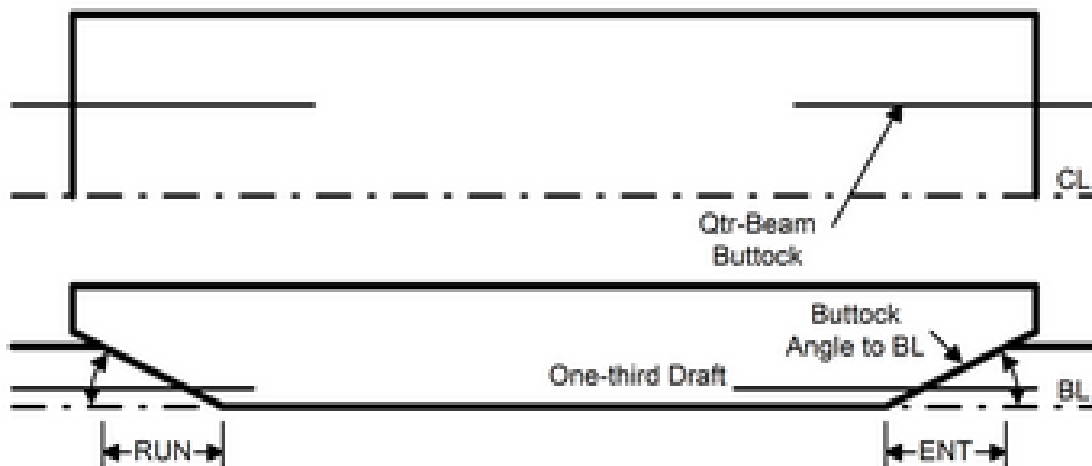 CL
Qtr-Beam
Buttock
Buttock
Angle to BL
One-third Draft
BL
RUN
ENT